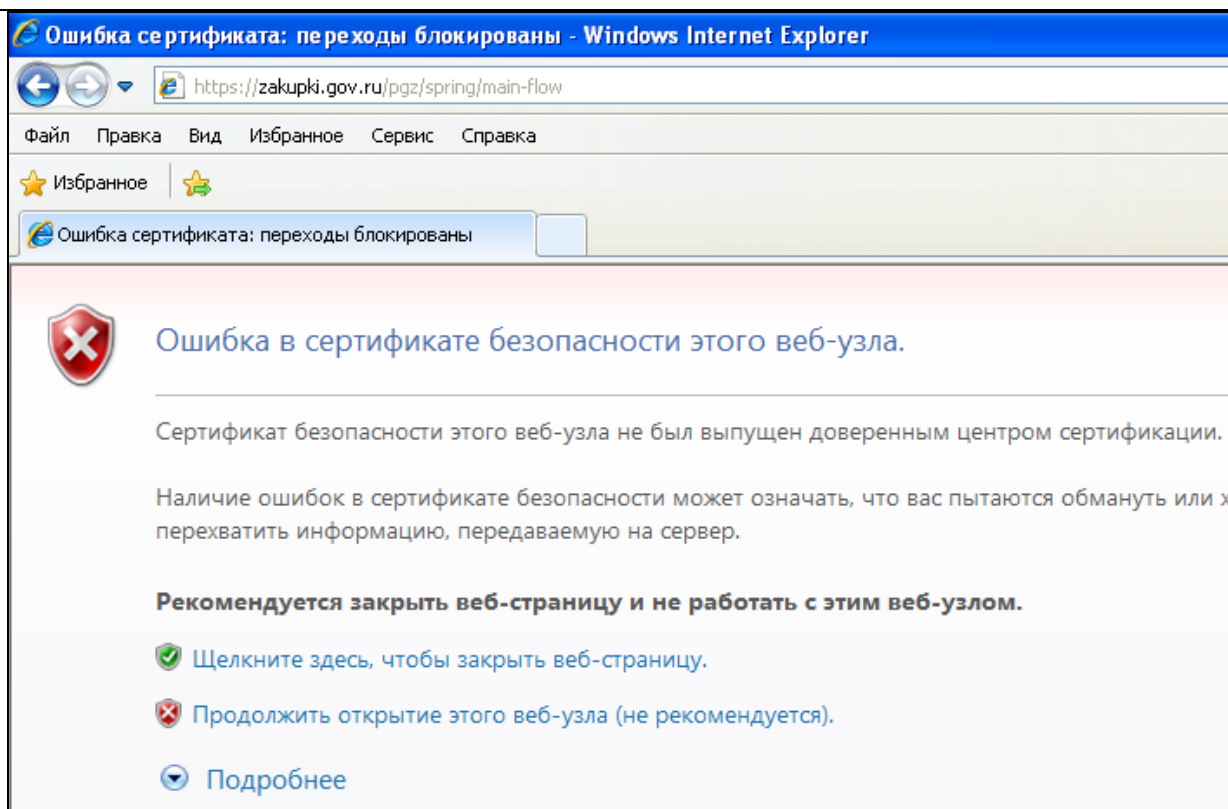 Ошибка сертификата: переходы блокированы - Windows Internet Explorer
https://zakupki.gov.ru/pgz/spring/main-flow
Файл Правка Вид Избранное Сервис Справка
Избранное
Ошибка сертификата: переходы блокированы
Ошибка в сертификате безопасности этого веб-узла.
Сертификат безопасности этого веб-узла не был выпущен доверенным центром сертификации.
Наличие ошибок в сертификате безопасности может означать, что вас пытаются обмануть или
перехватить информацию, передаваемую на сервер.
Рекомендуется закрыть веб-страницу и не работать с этим веб-узлом.
Щелкните здесь, чтобы закрыть веб-страницу.
Продолжить открытие этого веб-узла (не рекомендуется).
Подробнее